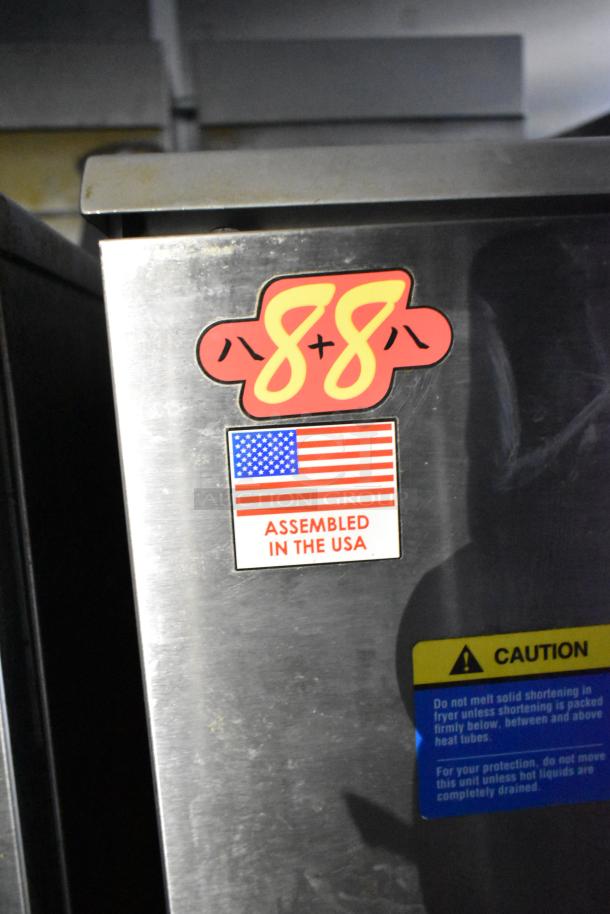 八 8+8 八
AUCTION GROUP
ASSEMBLED
IN THE USA
CAUTION
Do not melt solid shortening in
fryer unless shortening is packed
firmly below, between and above
heat tubes.
For your protection, do not move
this unit unless hot liquids are
completely drained.